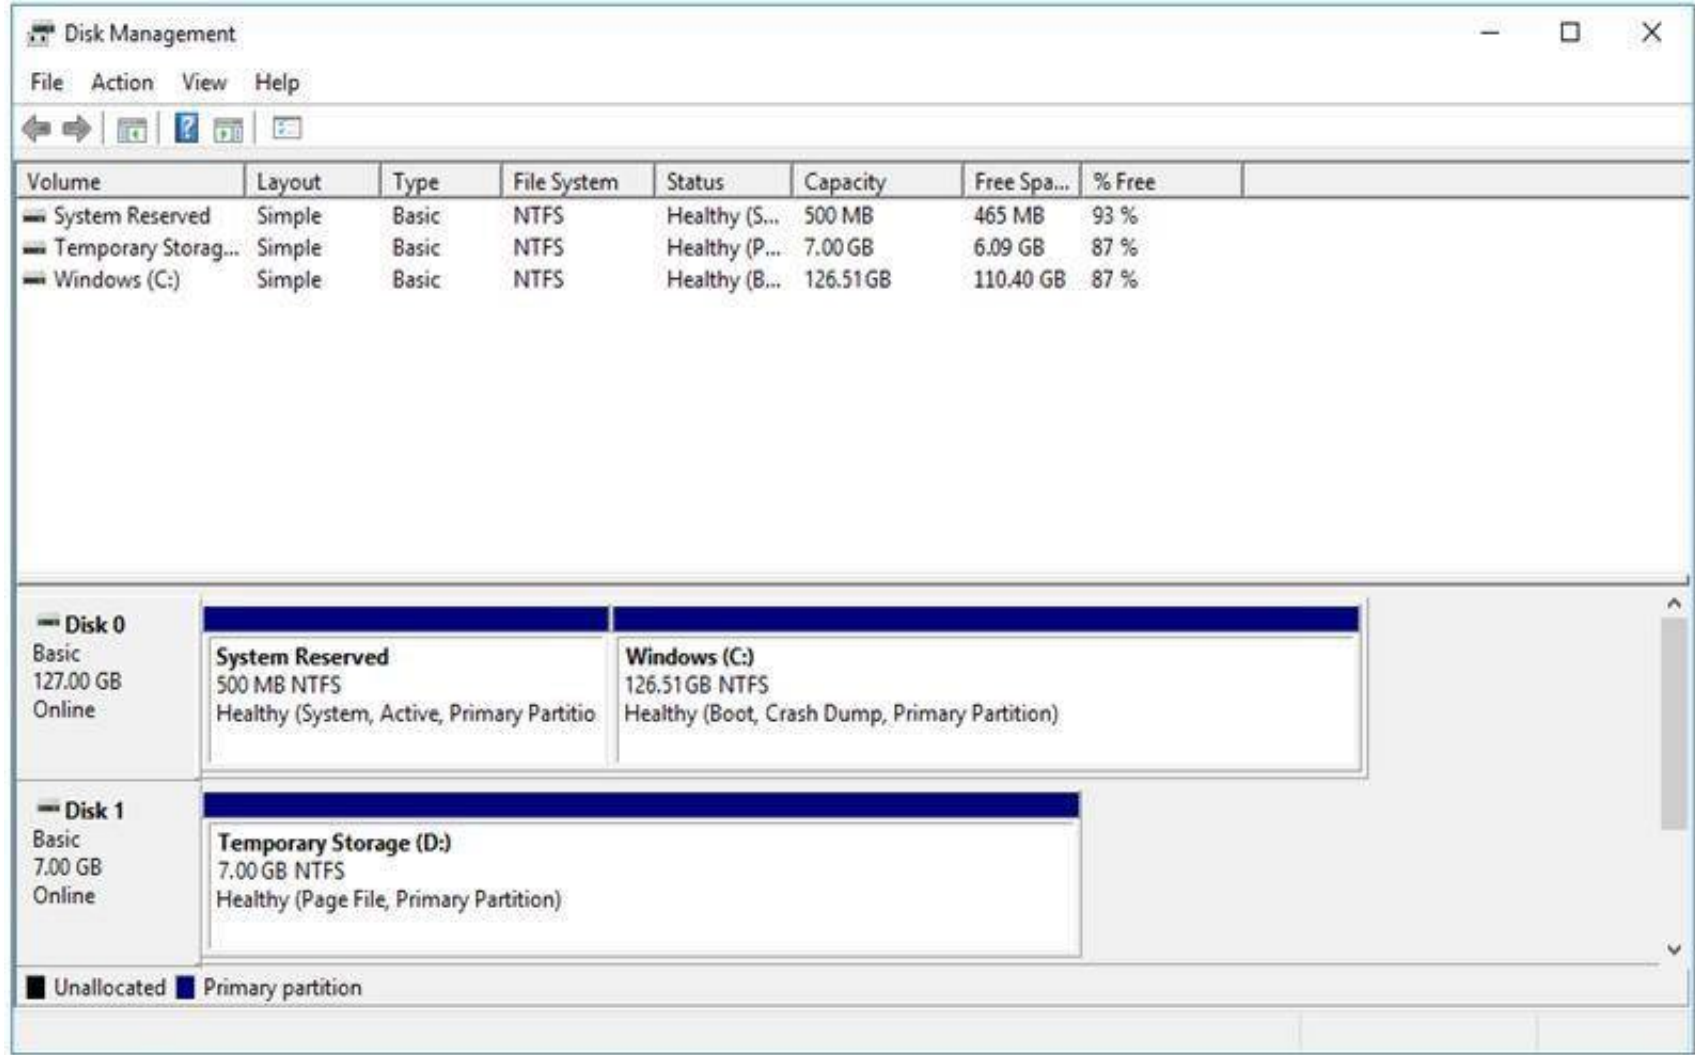 Disk Management
File Action View Help
Volume Layout Type File System Status Capacity Free Spa... % Free
System Reserved Simple Basic NTFS Healthy (S... 500 MB 465 MB 93 %
Temporary Storag... Simple Basic NTFS Healthy (P... 7.00 GB 6.09 GB 87 %
Windows (C:) Simple Basic NTFS Healthy (B... 126.51GB 110.40 GB 87 %
Disk 0
Basic
127.00 GB
Online
System Reserved
500 MB NTFS
Healthy (System, Active, Primary Partitio
Windows (C:)
126.51GB NTFS
Healthy (Boot, Crash Dump, Primary Partition)
Disk 1
Basic
7.00 GB
Online
Temporary Storage (D:)
7.00 GB NTFS
Healthy (Page File, Primary Partition)
Unallocated Primary partition